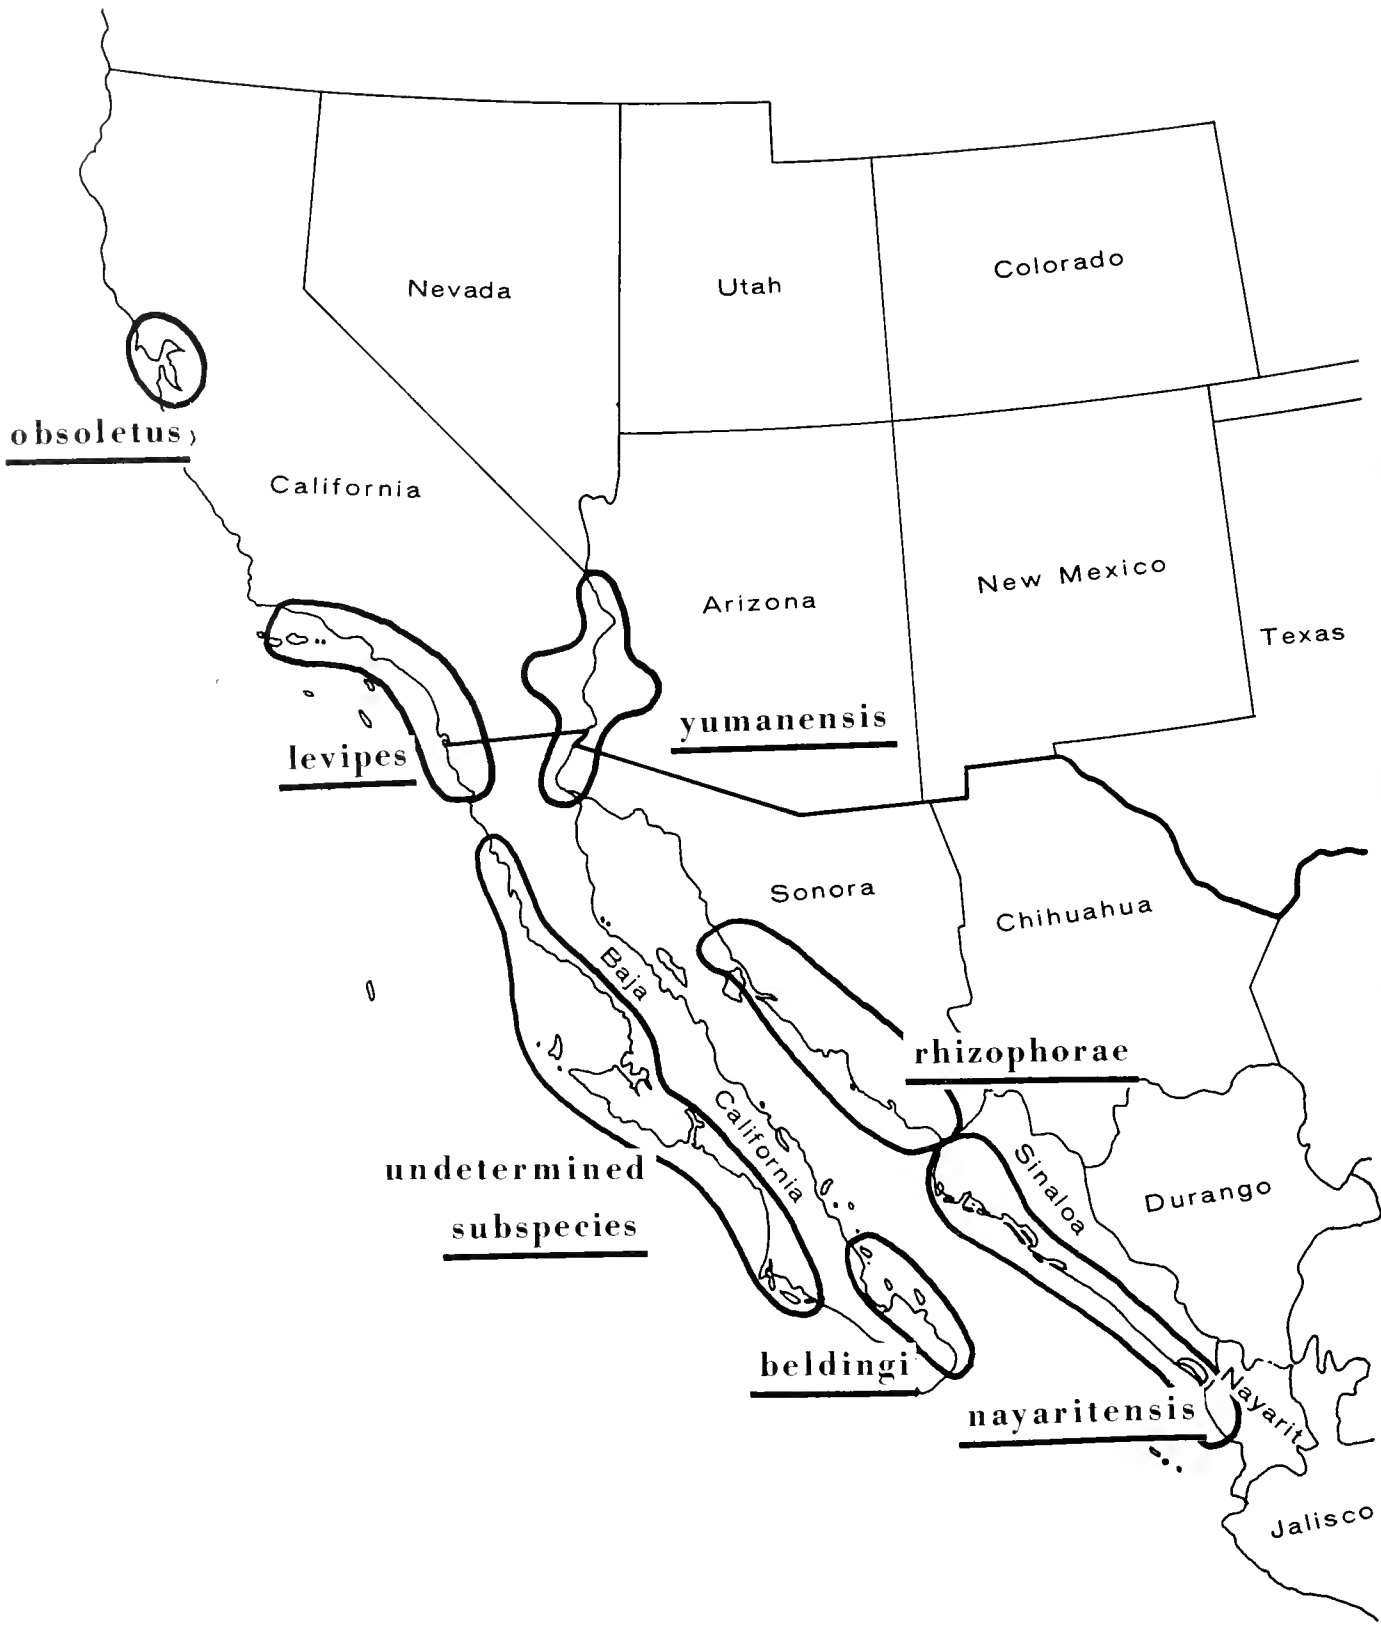 Nevada
Utah
Colorado
obsoletus
California
Arizona
New Mexico
Texas
yumanensis
levipes
Sonora
Chihuahua
Baja
California
rhizophorae
undetermined
subspecies
Sinaloa
Durango
beldingi
nayaritensis
Nayarit
Jalisco